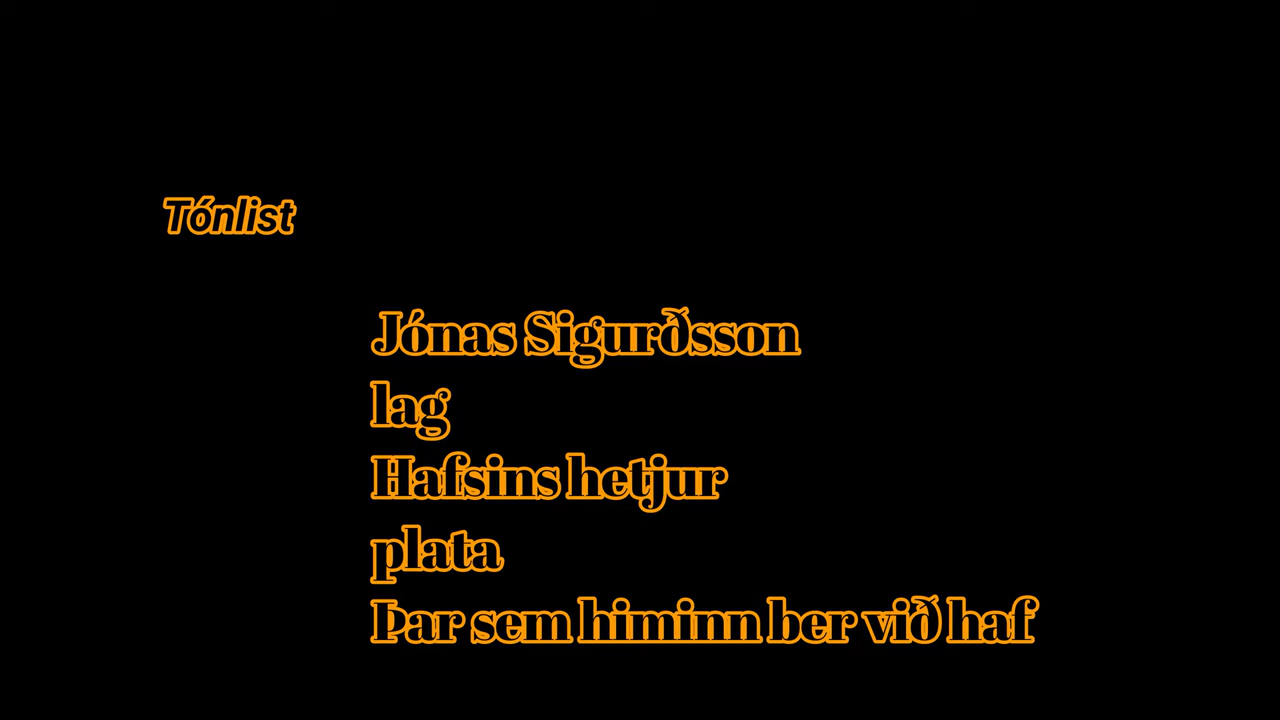 Tónlist
Jónas Sigurðsson
lag
Hafsins hetjur
plata
Þar sem himinn ber við haf